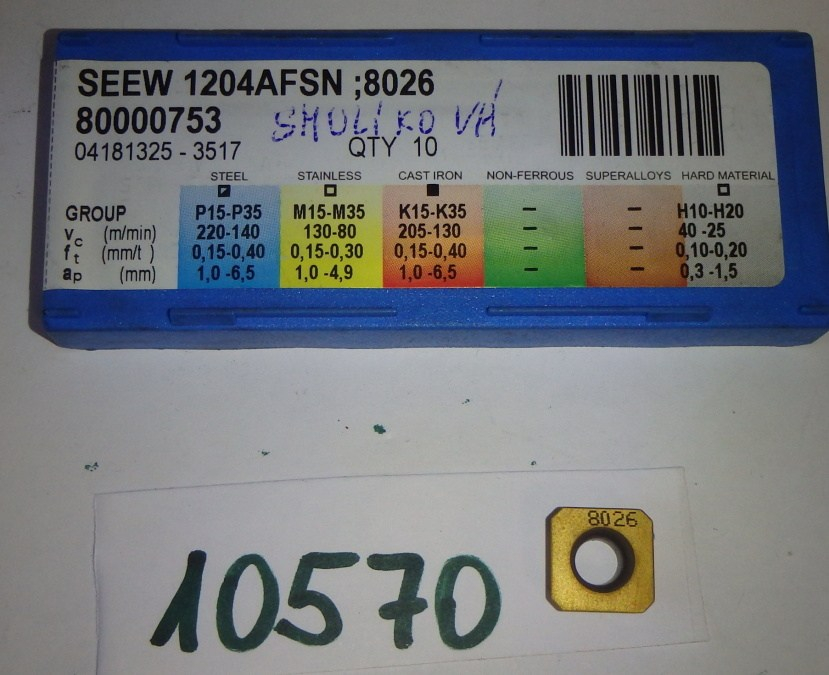 SEEW 1204AFSN ;8026
80000753
SMULÍKOVÁ
04181325 - 3517 QTY 10
STEEL STAINLESS CAST IRON NON-FERROUS SUPERALLOYS HARD MATERIAL
GROUP P15-P35 M15-M35 K15-K35 – – H10-H20
vc (m/min) 220-140 130-80 205-130 – – 40 -25
ft (mm/t ) 0,15-0,40 0,15-0,30 0,15-0,40 – – 0,10-0,20
ap (mm) 1,0 -6,5 1,0 -4,9 1,0 -6,5 – – 0,3 -1,5
8026
10570